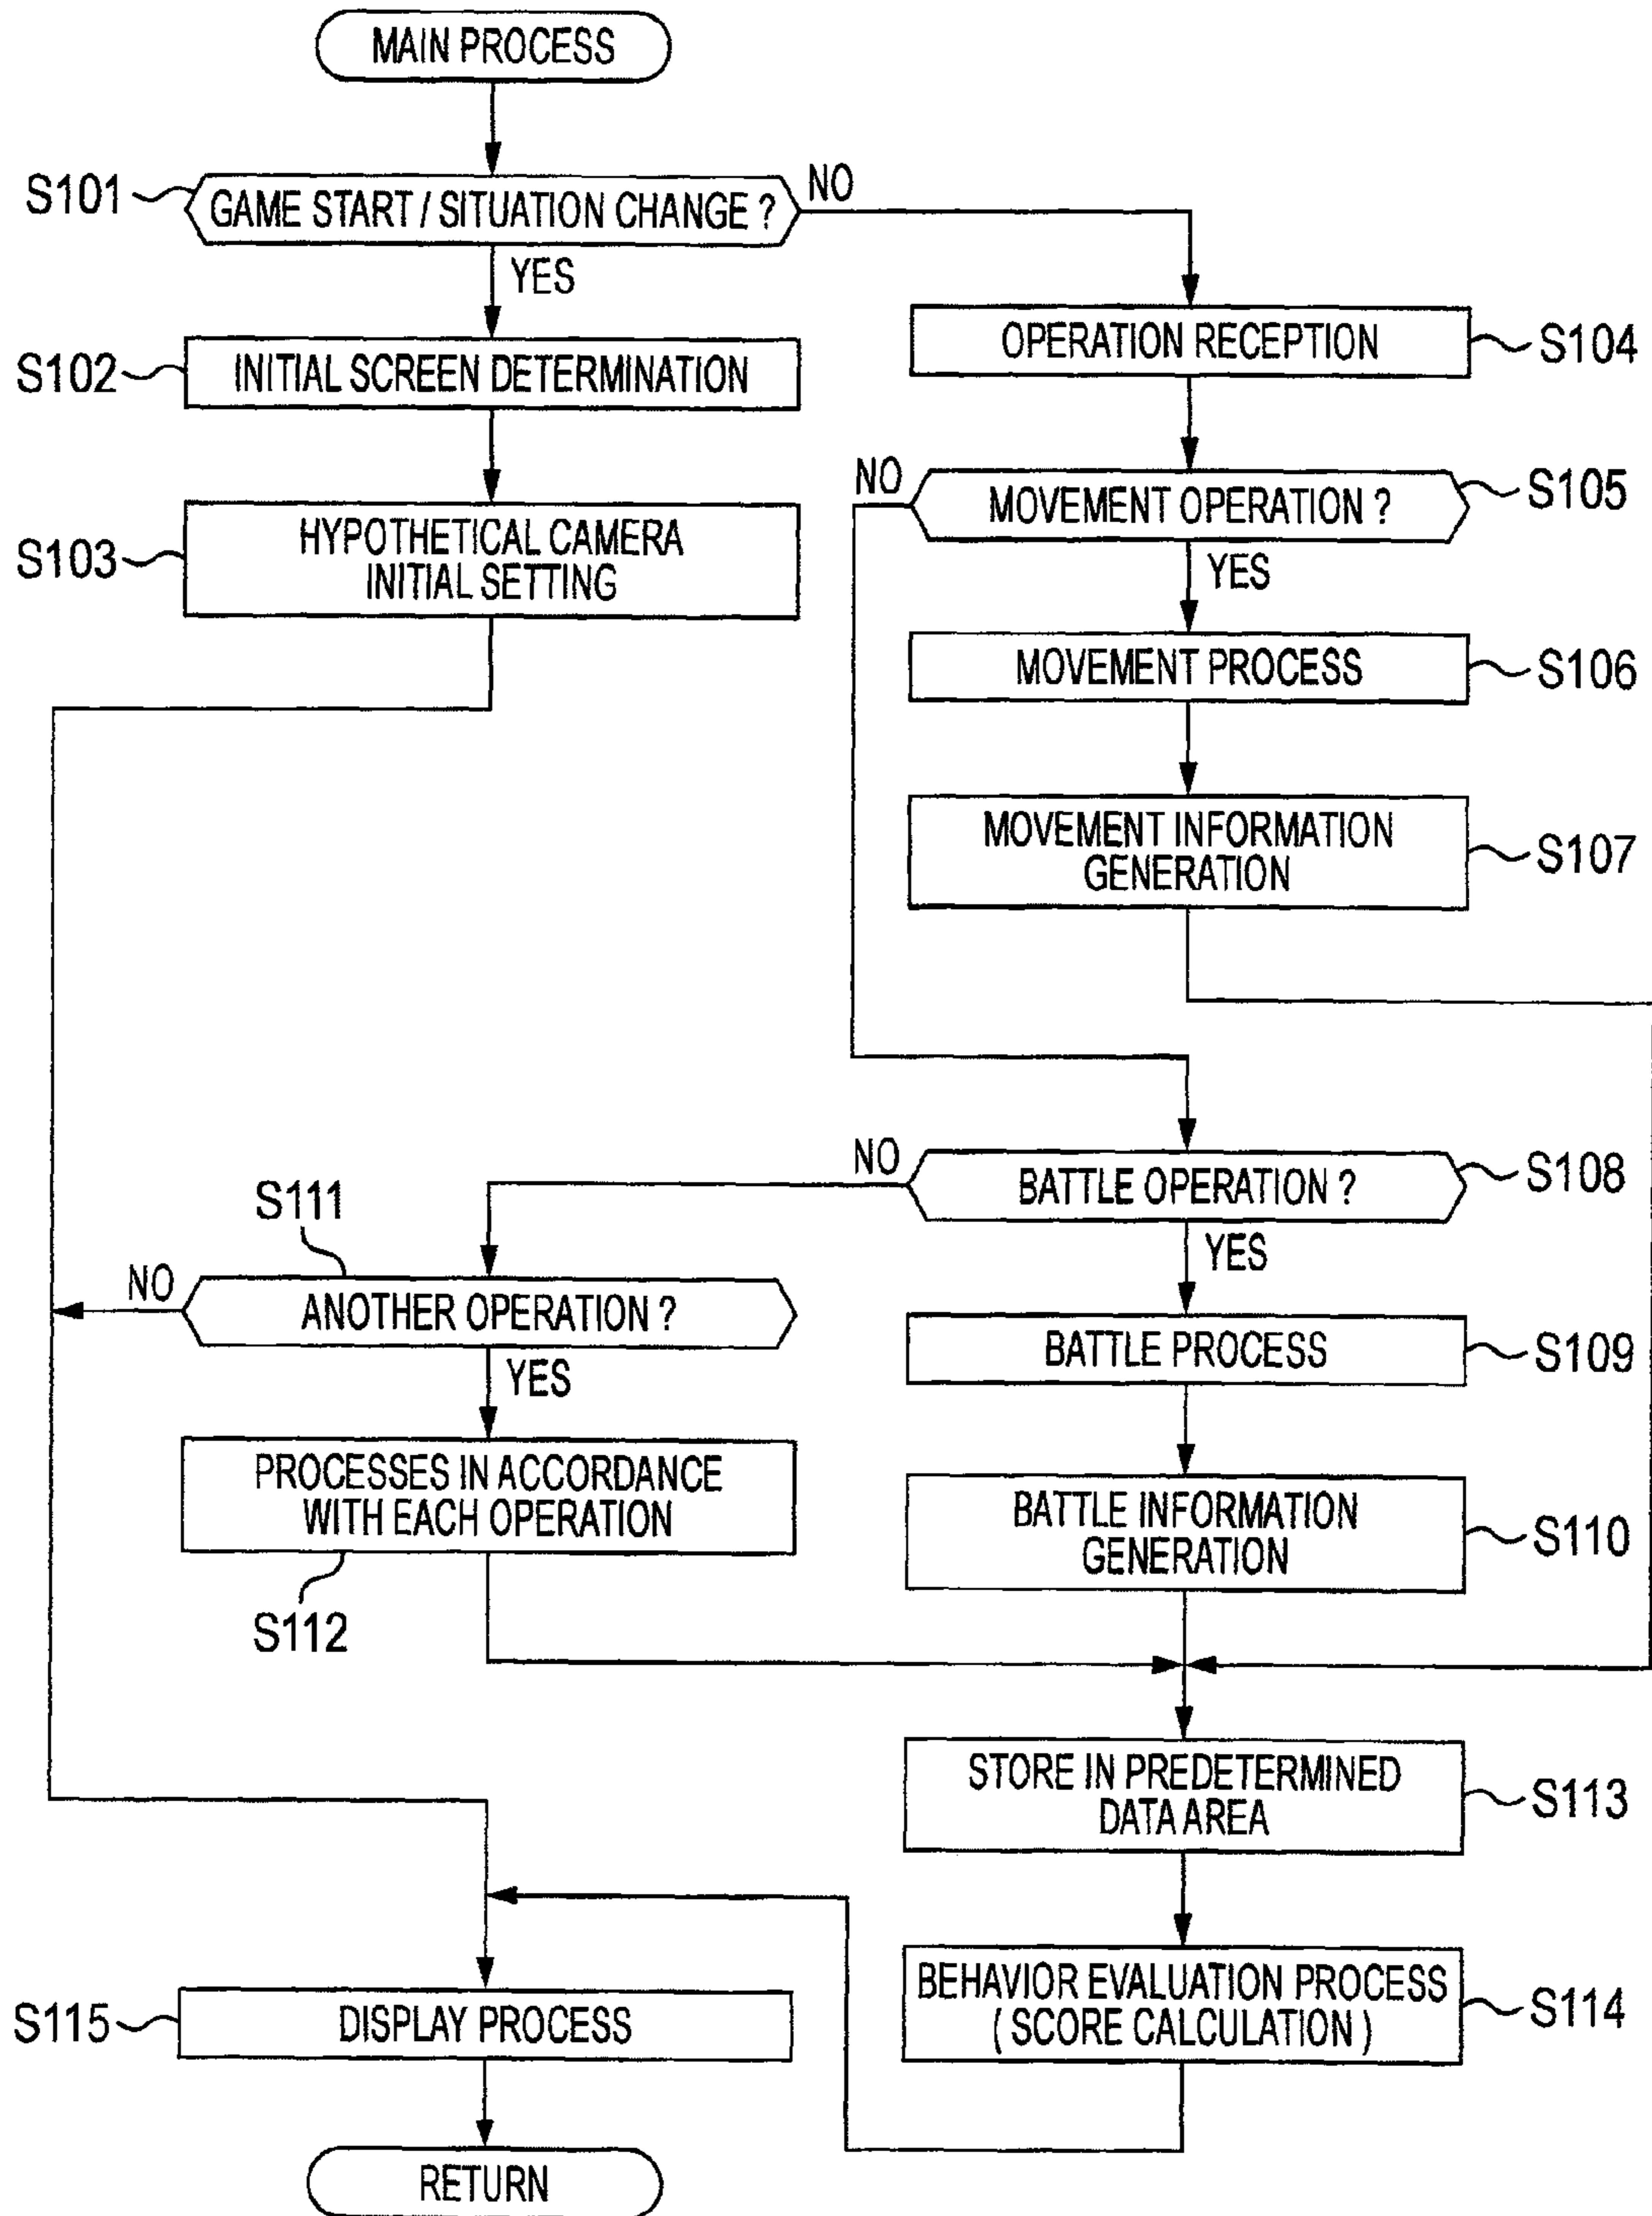 MAIN PROCESS
S101
GAME START / SITUATION CHANGE ?
NO
YES
S102
INITIAL SCREEN DETERMINATION
S103
HYPOTHETICAL CAMERA
INITIAL SETTING
OPERATION RECEPTION
S104
NO
MOVEMENT OPERATION ?
S105
YES
MOVEMENT PROCESS
S106
MOVEMENT INFORMATION
GENERATION
S107
NO
BATTLE OPERATION ?
S108
YES
S111
NO
ANOTHER OPERATION ?
YES
BATTLE PROCESS
S109
PROCESSES IN ACCORDANCE
WITH EACH OPERATION
S112
BATTLE INFORMATION
GENERATION
S110
STORE IN PREDETERMINED
DATA AREA
S113
BEHAVIOR EVALUATION PROCESS
( SCORE CALCULATION )
S114
S115
DISPLAY PROCESS
RETURN